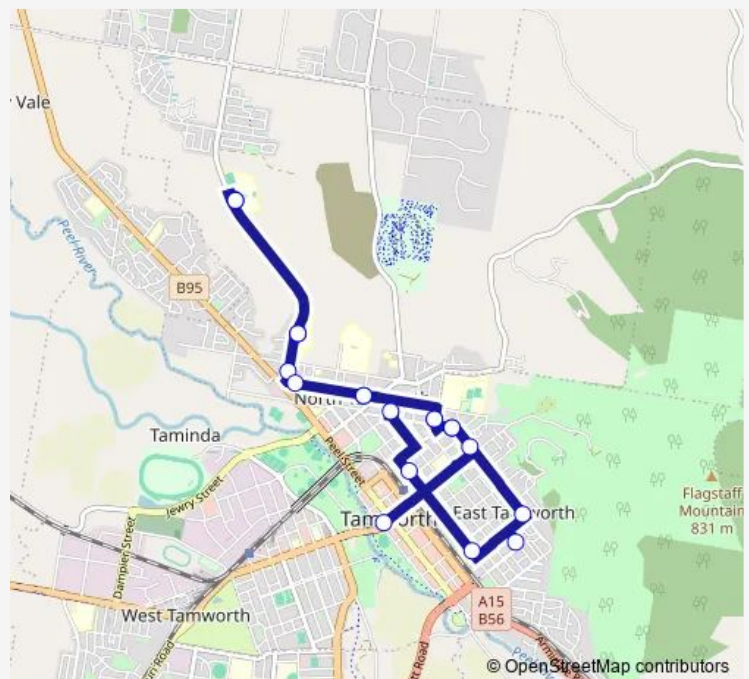 Vale
Peel River
B95
North
Taminda
Peel Street
Jewry Street
Tamworth
East Tamworth
Flagstaff
Mountain
831 m
Dampier Street
West Tamworth
A15
B56
Road
© OpenStreetMap contributors